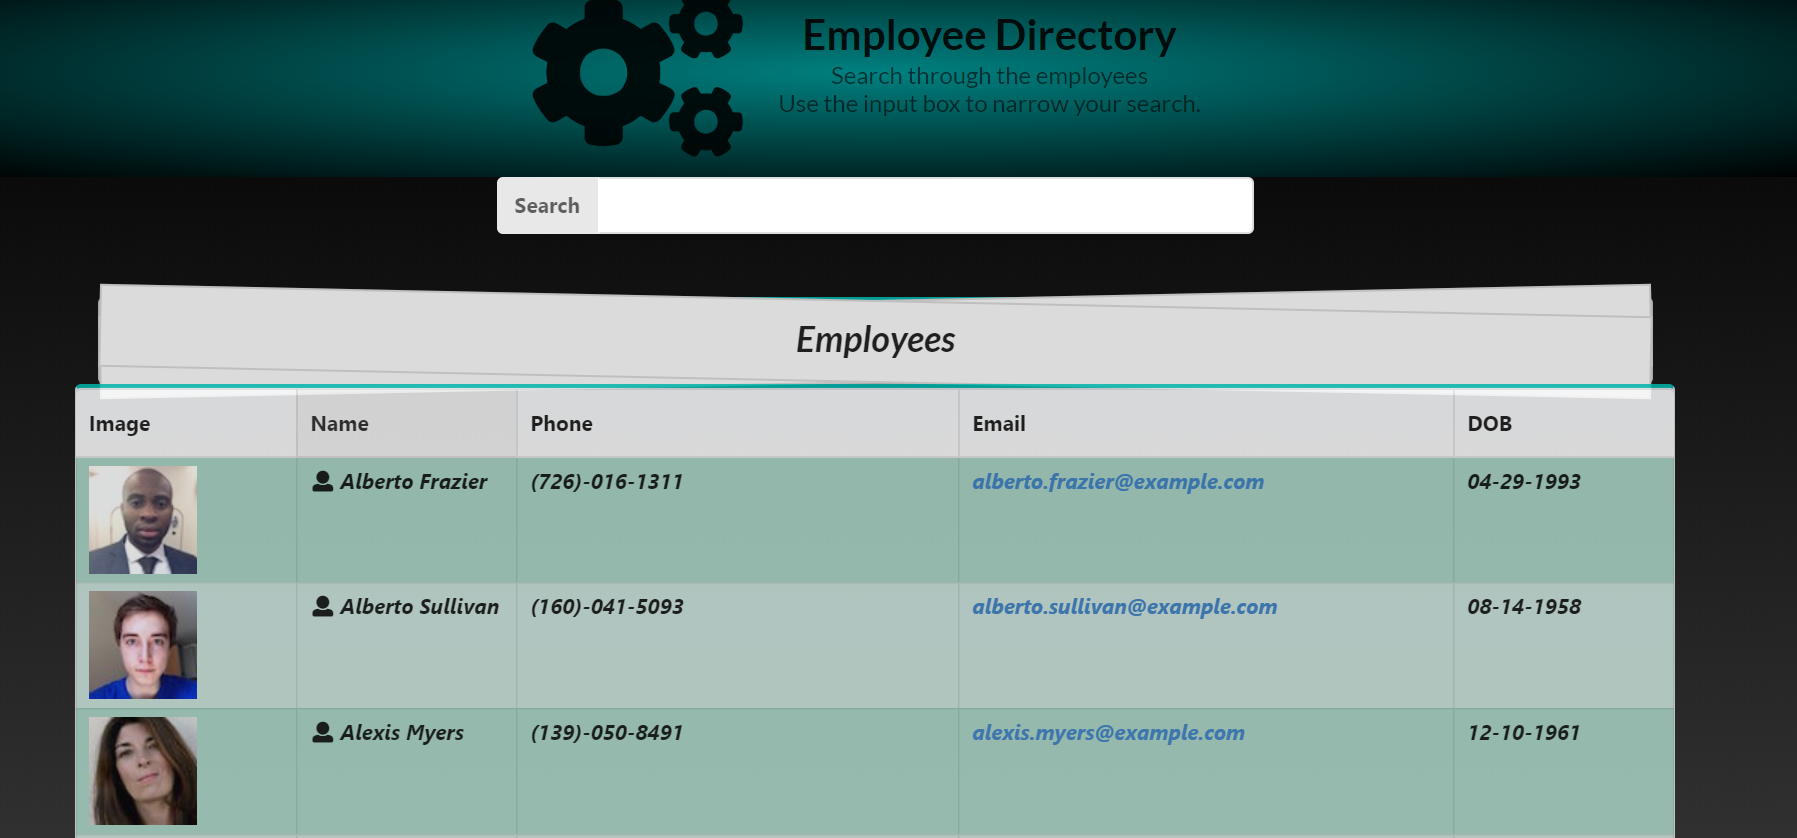 Employee Directory
Search through the employees
Use the input box to narrow your search.
Search
Employees
Image Name Phone Email DOB
Alberto Frazier (726)-016-1311 alberto.frazier@example.com 04-29-1993
Alberto Sullivan (160)-041-5093 alberto.sullivan@example.com 08-14-1958
Alexis Myers (139)-050-8491 alexis.myers@example.com 12-10-1961